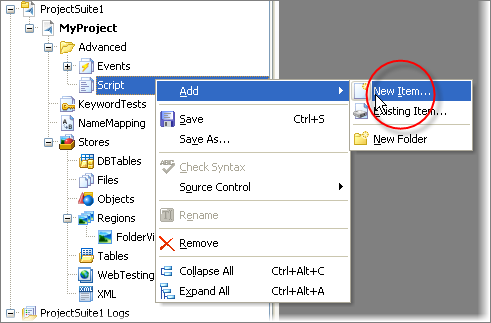 ProjectSuite1
MyProject
Advanced
Events
Script
KeywordTests
NameMapping
Stores
DBTables
Files
Objects
Regions
FolderVi
Tables
WebTesting
XML
ProjectSuite1 Logs
Add
Save Ctrl+S
Save As...
Check Syntax
Source Control
Rename
Remove
Collapse All Ctrl+Alt+C
Expand All Ctrl+Alt+A
New Item...
Existing Item...
New Folder